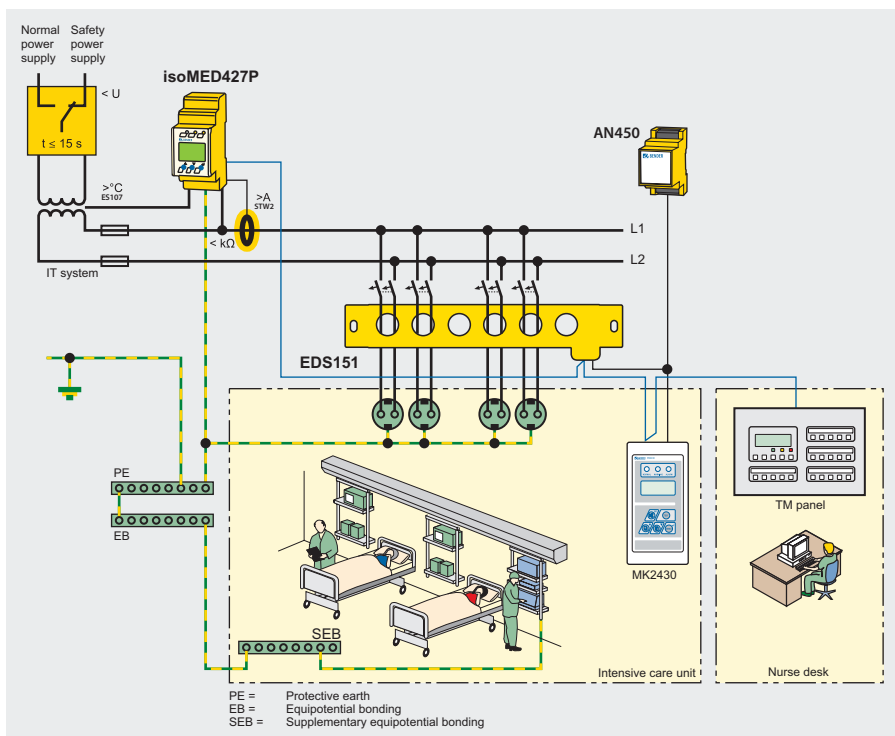 Normal power supply
Safety power supply
< U
t ≤ 15 s
isoMED427P
>°C
ES107
>A
STW2
< kΩ
IT system
AN450
BENDER
L1
L2
EDS151
PE
EB
SEB
MK2430
TM panel
Intensive care unit
Nurse desk
PE = Protective earth
EB = Equipotential bonding
SEB = Supplementary equipotential bonding